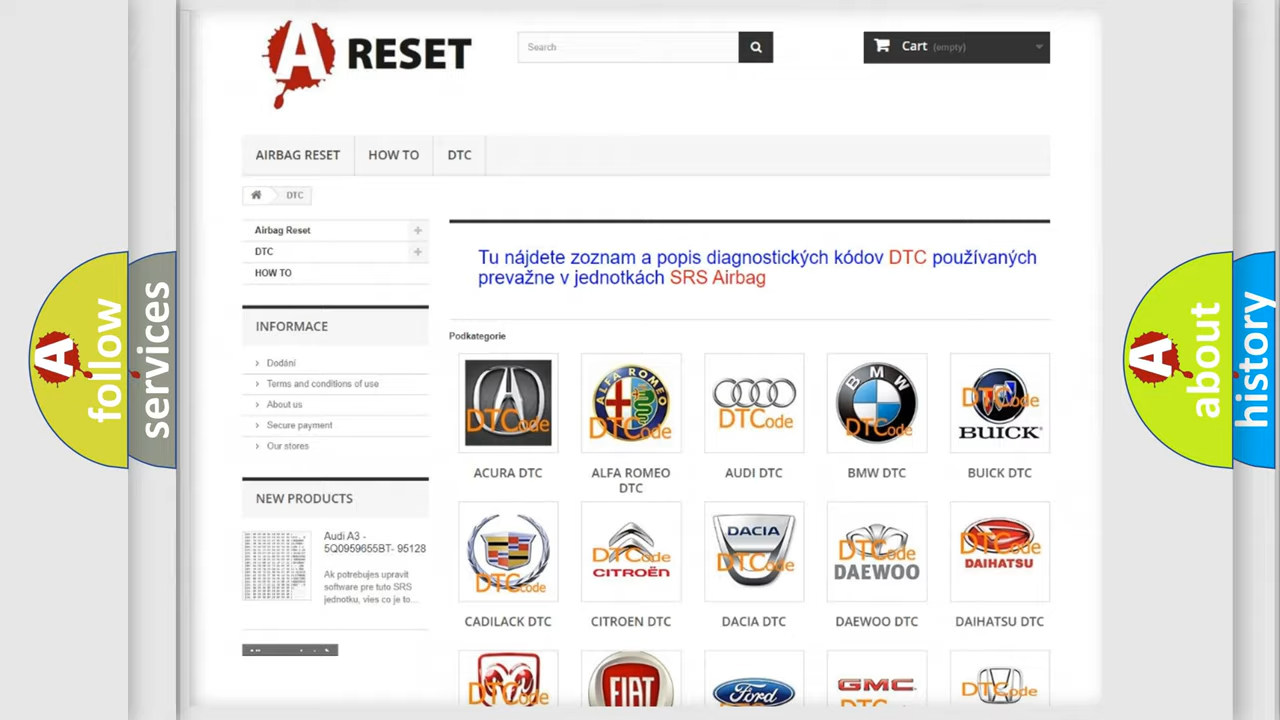 A RESET
Search
Cart (empty)
AIRBAG RESET
HOW TO
DTC
DTC
Airbag Reset
DTC
HOW TO
INFORMACE
Dodání
Terms and conditions of use
About us
Secure payment
Our stores
NEW PRODUCTS
Audi A3 -
5Q0959655BT- 95128
Ak potrebujes upravit
software pre tuto SRS
jednotku, vies co je to...
Tu nájdete zoznam a popis diagnostických kódov DTC používaných
prevažne v jednotkách SRS Airbag
Podkategorie
DTCode
ALFA ROMEO
DTCode
DTCode
BMW
DTCode
DTCode
BUICK
ACURA DTC
ALFA ROMEO
DTC
AUDI DTC
BMW DTC
BUICK DTC
DTCode
DTCode
CITROËN
DACIA
DTCode
DTCode
DAEWOO
DTCode
DAIHATSU
CADILACK DTC
CITROEN DTC
DACIA DTC
DAEWOO DTC
DAIHATSU DTC
DTCode
FIAT
Ford
GMC
DTCode
A follow
services
A about
history